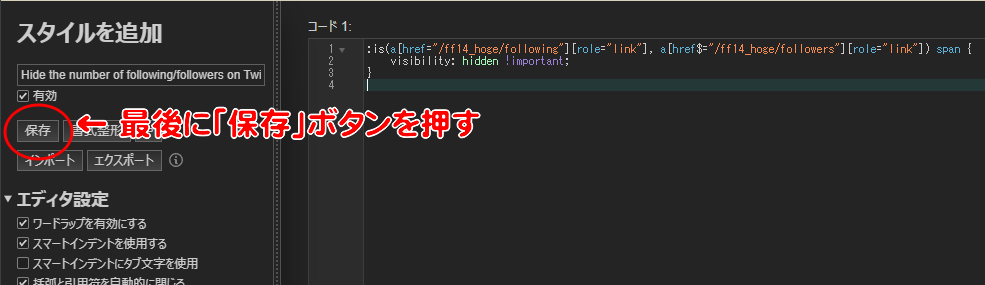 スタイルを追加
Hide the number of following/followers on Twi
有効
保存
← 最後に「保存」ボタンを押す
インポート エクスポート
エディタ設定
ワードラップを有効にする
スマートインデントを使用する
スマートインデントにタブ文字を使用
括弧と引用符を自動的に閉じる
コード 1:
1 :is(a[href="/ff14_hoge/following"][role="link"], a[href$="/ff14_hoge/followers"][role="link"]) span {
2 visibility: hidden !important;
3 }
4